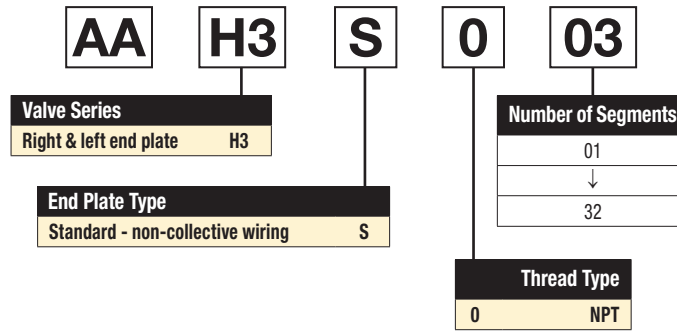 AA H3 S 0 03
Valve Series
Right & left end plate H3
Number of Segments
01
↓
32
End Plate Type
Standard - non-collective wiring S
Thread Type
0 NPT